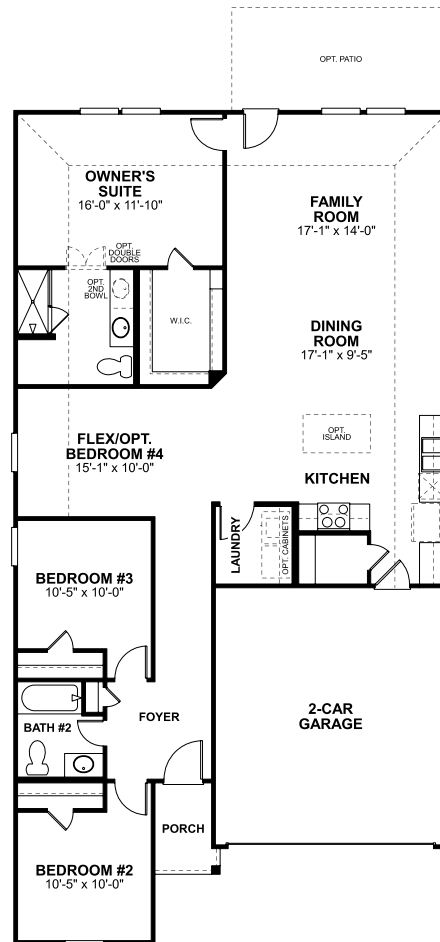 OPT. PATIO
OWNER'S
SUITE
16'-0" x 11'-10"
FAMILY
ROOM
17'-1" x 14'-0"
OPT.
DOUBLE
DOORS
OPT.
2ND
BOWL
W.I.C.
DINING
ROOM
17'-1" x 9'-5"
FLEX/OPT.
BEDROOM #4
15'-1" x 10'-0"
OPT.
ISLAND
KITCHEN
LAUNDRY
OPT. CABINETS
BEDROOM #3
10'-5" x 10'-0"
BATH #2
FOYER
2-CAR
GARAGE
PORCH
BEDROOM #2
10'-5" x 10'-0"